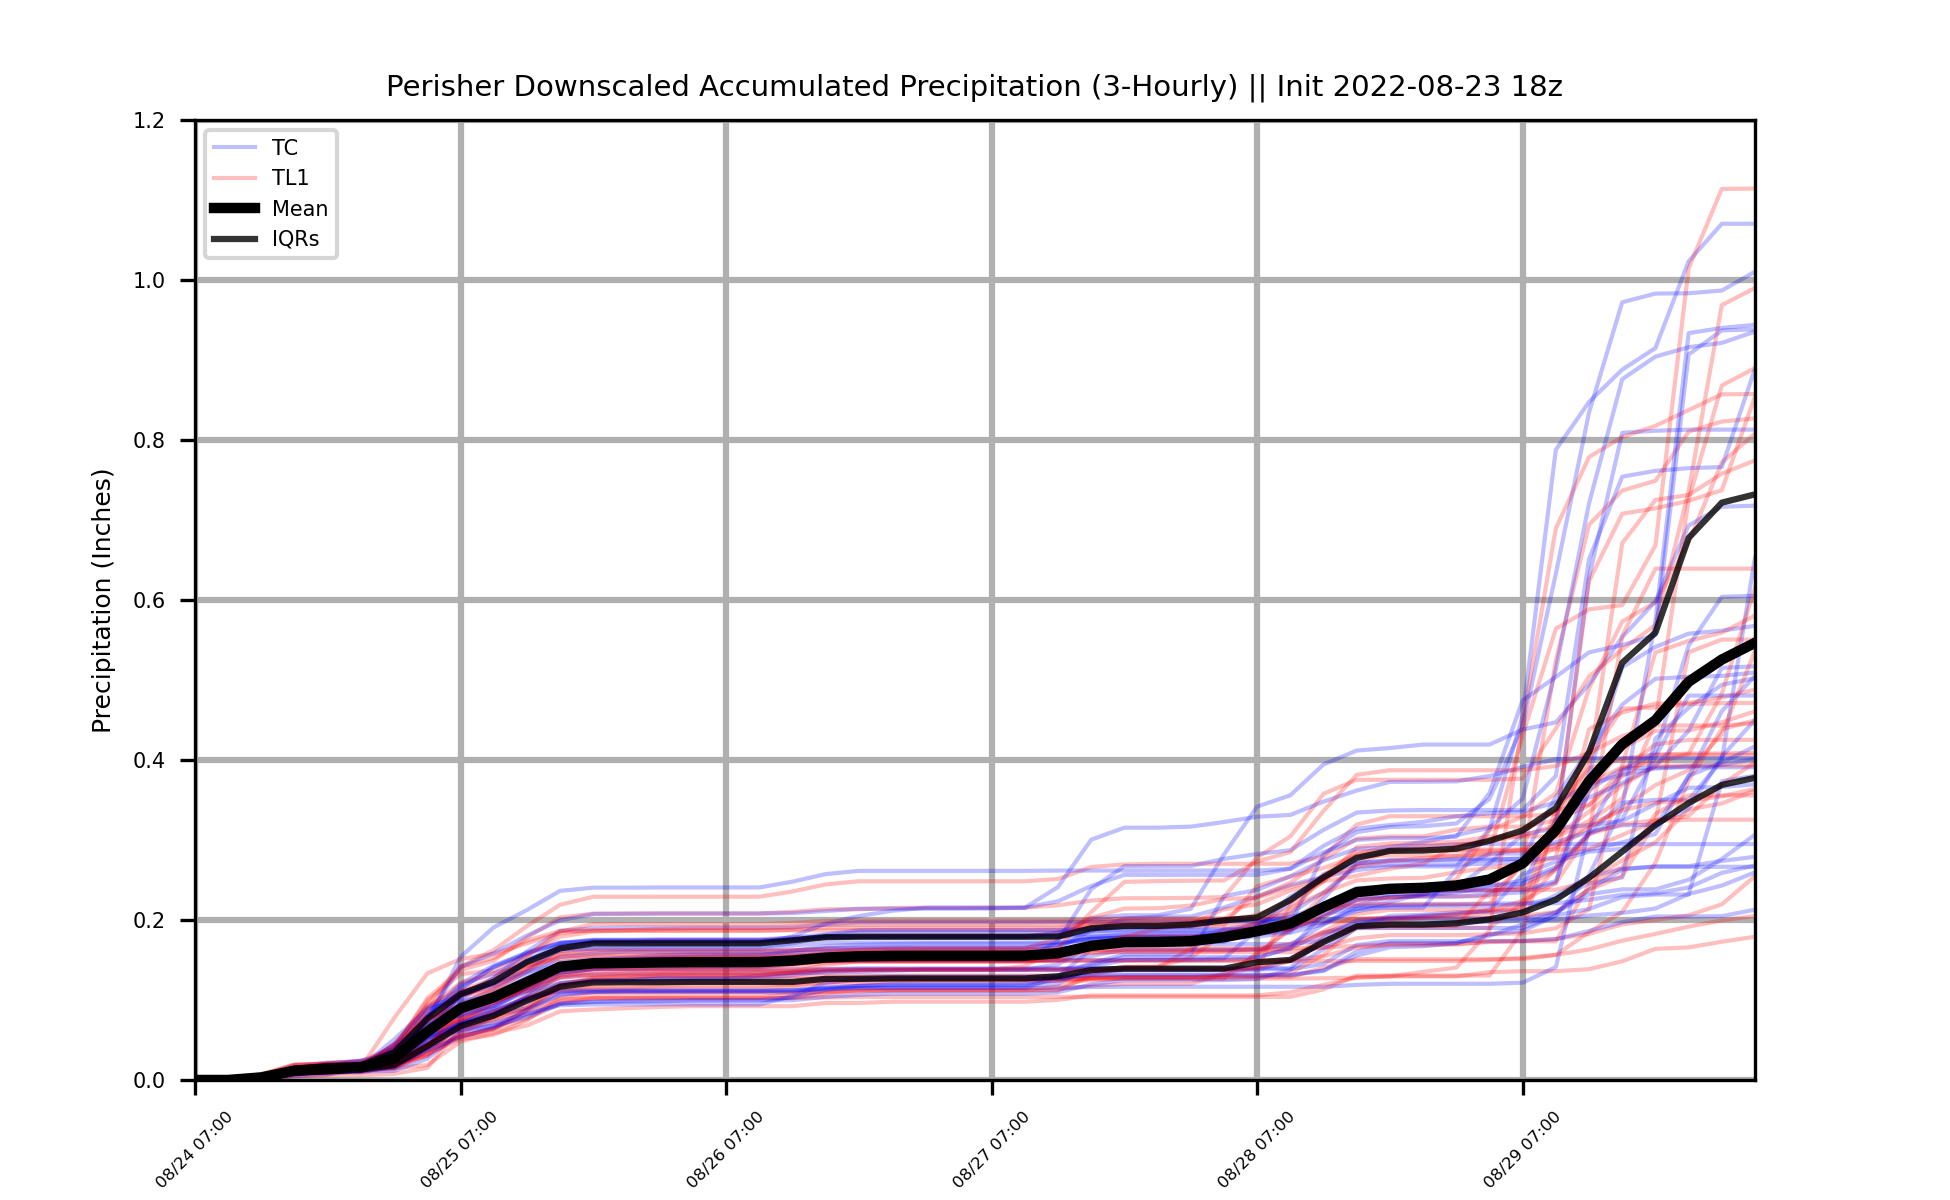 Perisher Downscaled Accumulated Precipitation (3-Hourly) || Init 2022-08-23 18z
TC
TL1
Mean
IQRs
Precipitation (Inches)
1.2
1.0
0.8
0.6
0.4
0.2
0.0
08/24 07:00
08/25 07:00
08/26 07:00
08/27 07:00
08/28 07:00
08/29 07:00